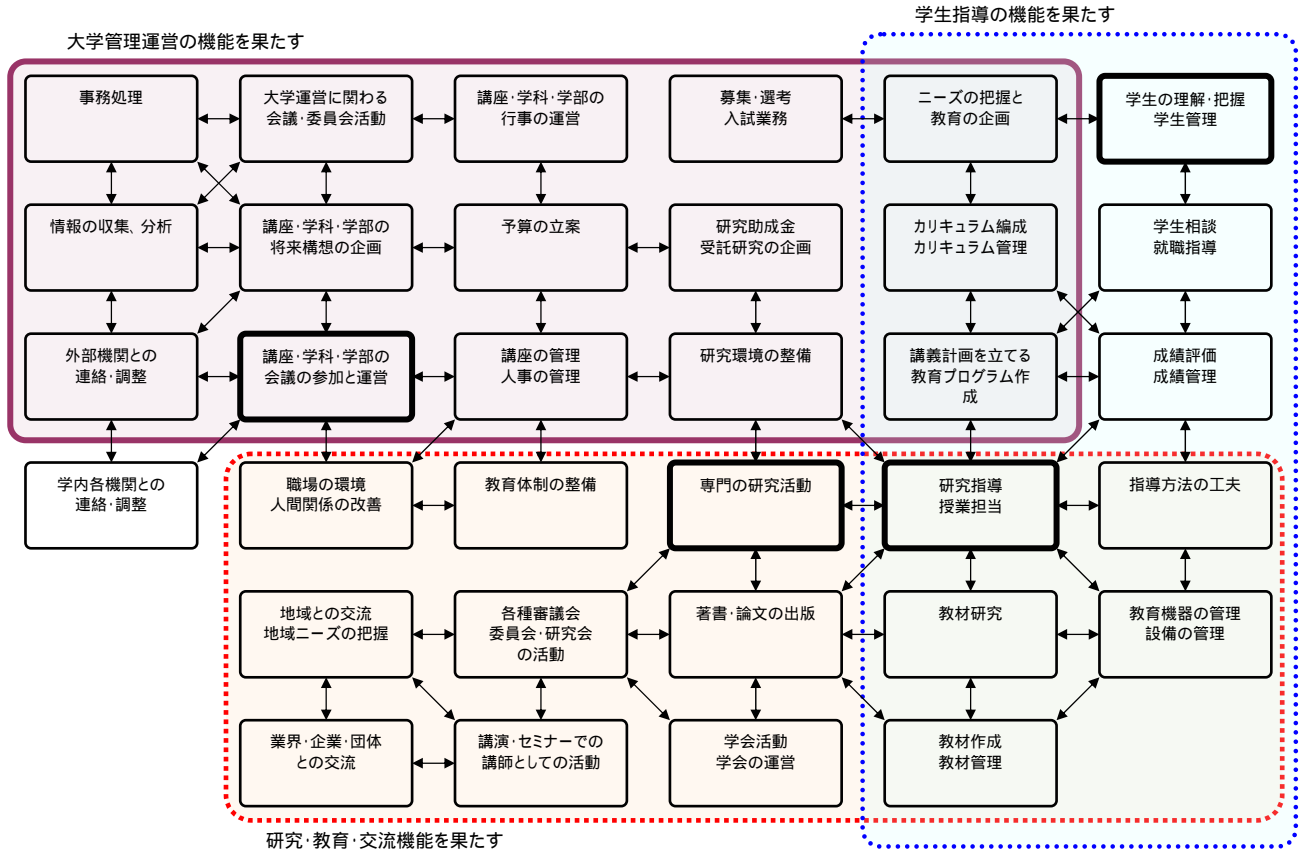 学生指導の機能を果たす
大学管理運営の機能を果たす
事務処理
大学運営に関わる
会議・委員会活動
講座・学科・学部の
行事の運営
募集・選考
入試業務
ニーズの把握と
教育の企画
学生の理解・把握
学生管理
情報の収集、分析
講座・学科・学部の
将来構想の企画
予算の立案
研究助成金
受託研究の企画
カリキュラム編成
カリキュラム管理
学生相談
就職指導
外部機関との
連絡・調整
講座・学科・学部の
会議の参加と運営
講座の管理
人事の管理
研究環境の整備
講義計画を立てる
教育プログラム作
成
成績評価
成績管理
学内各機関との
連絡・調整
職場の環境
人間関係の改善
教育体制の整備
専門の研究活動
研究指導
授業担当
指導方法の工夫
地域との交流
地域ニーズの把握
各種審議会
委員会・研究会
の活動
著書・論文の出版
教材研究
教育機器の管理
設備の管理
業界・企業・団体
との交流
講演・セミナーでの
講師としての活動
学会活動
学会の運営
教材作成
教材管理
研究・教育・交流機能を果たす